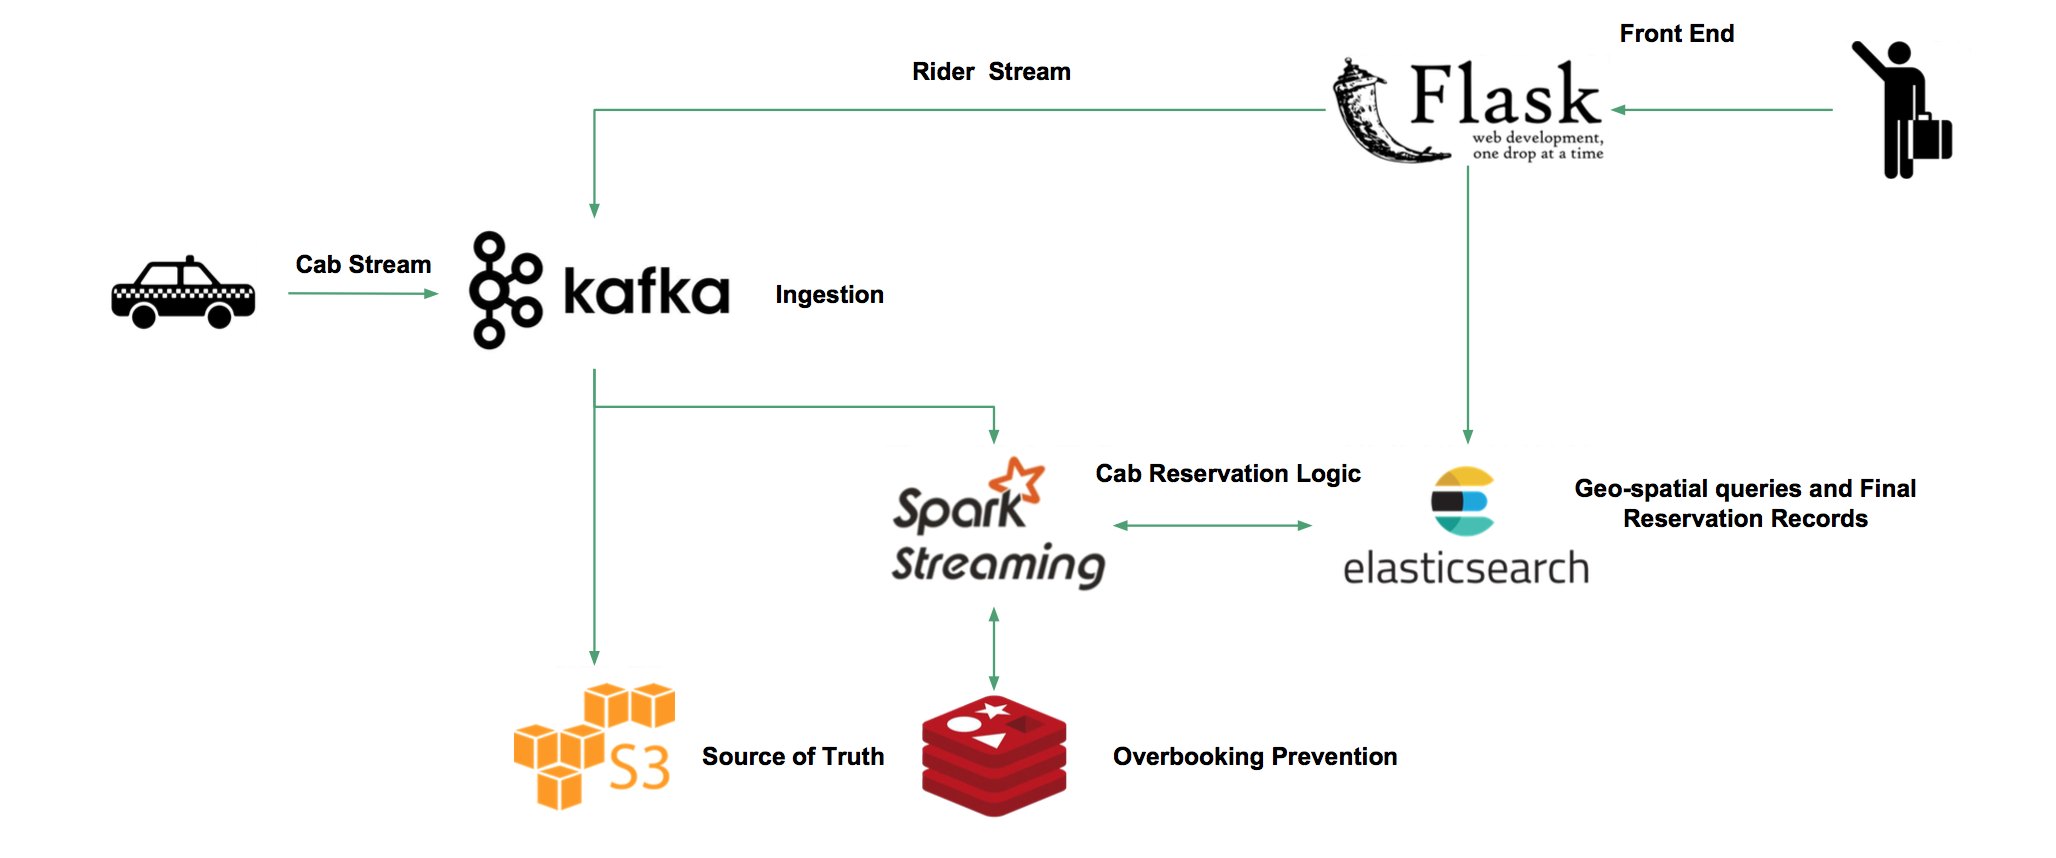 Front End
Rider Stream
Flask
web development,
one drop at a time
Cab Stream
kafka
Ingestion
Cab Reservation Logic
Spark
Streaming
elasticsearch
Geo-spatial queries and Final
Reservation Records
S3
Source of Truth
Overbooking Prevention